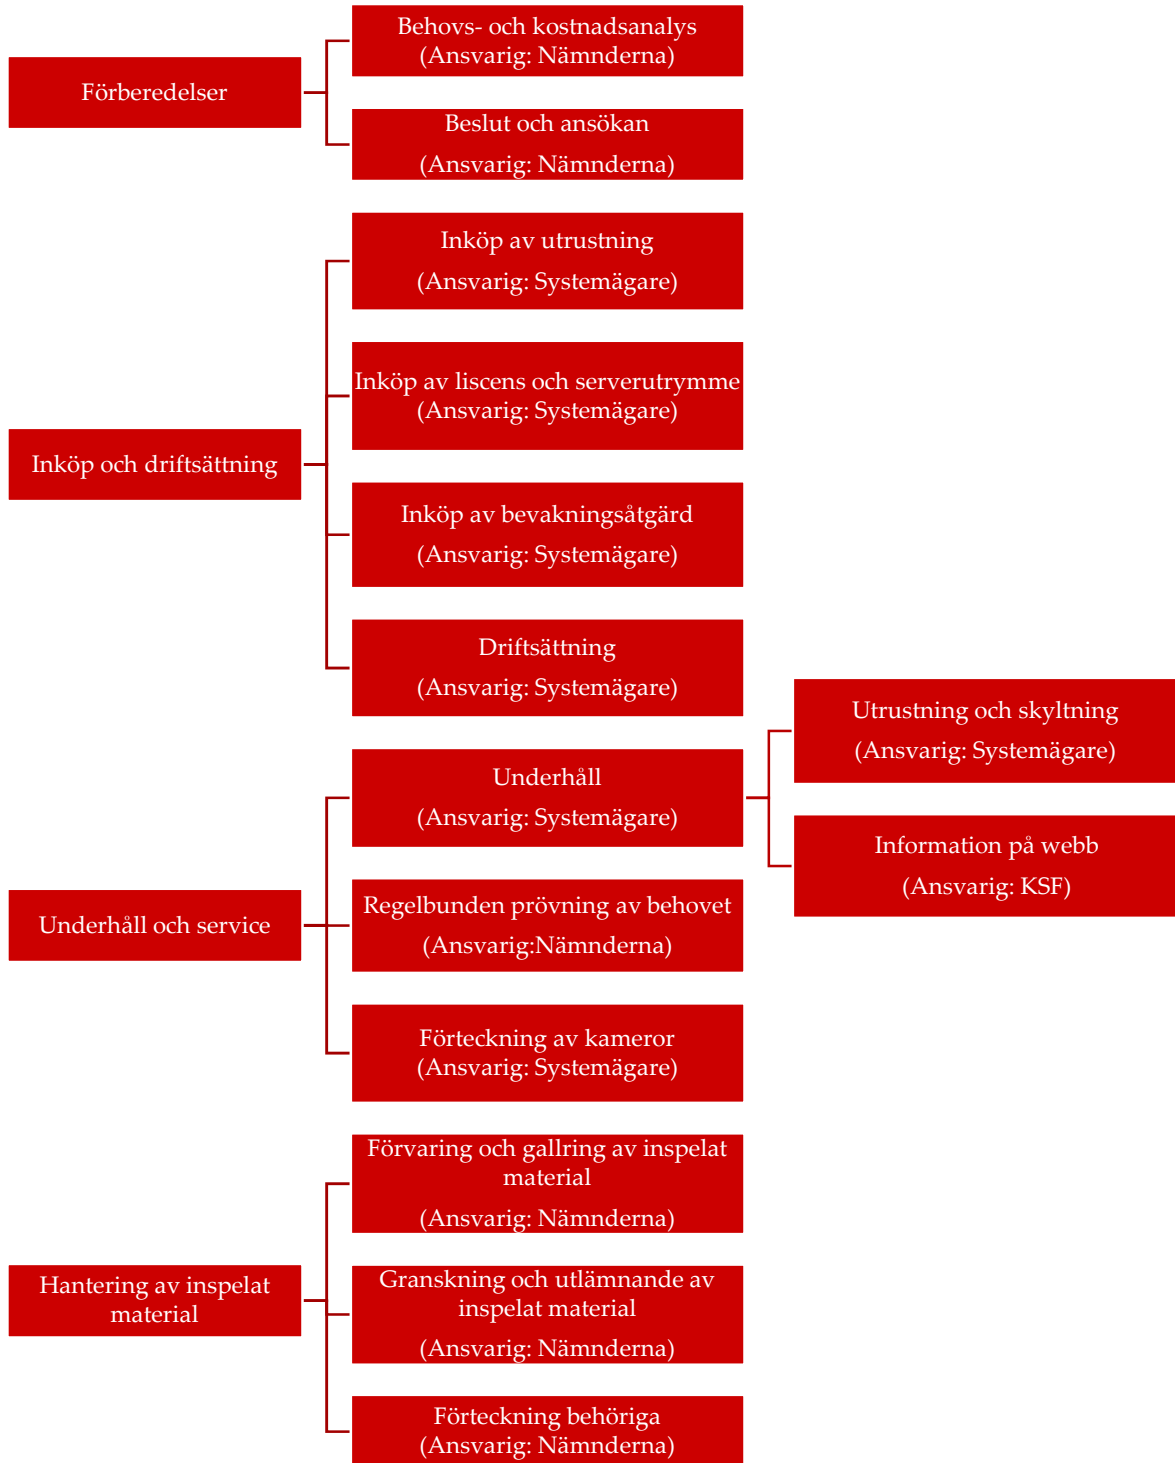 Förberedelser
Behovs- och kostnadsanalys
(Ansvarig: Nämnderna)
Beslut och ansökan
(Ansvarig: Nämnderna)
Inköp och driftsättning
Inköp av utrustning
(Ansvarig: Systemägare)
Inköp av liscens och serverutrymme
(Ansvarig: Systemägare)
Inköp av bevakningsåtgärd
(Ansvarig: Systemägare)
Driftsättning
(Ansvarig: Systemägare)
Underhåll och service
Underhåll
(Ansvarig: Systemägare)
Utrustning och skyltning
(Ansvarig: Systemägare)
Information på webb
(Ansvarig: KSF)
Regelbunden prövning av behovet
(Ansvarig:Nämnderna)
Förteckning av kameror
(Ansvarig: Systemägare)
Hantering av inspelat
material
Förvaring och gallring av inspelat
material
(Ansvarig: Nämnderna)
Granskning och utlämnande av
inspelat material
(Ansvarig: Nämnderna)
Förteckning behöriga
(Ansvarig: Nämnderna)